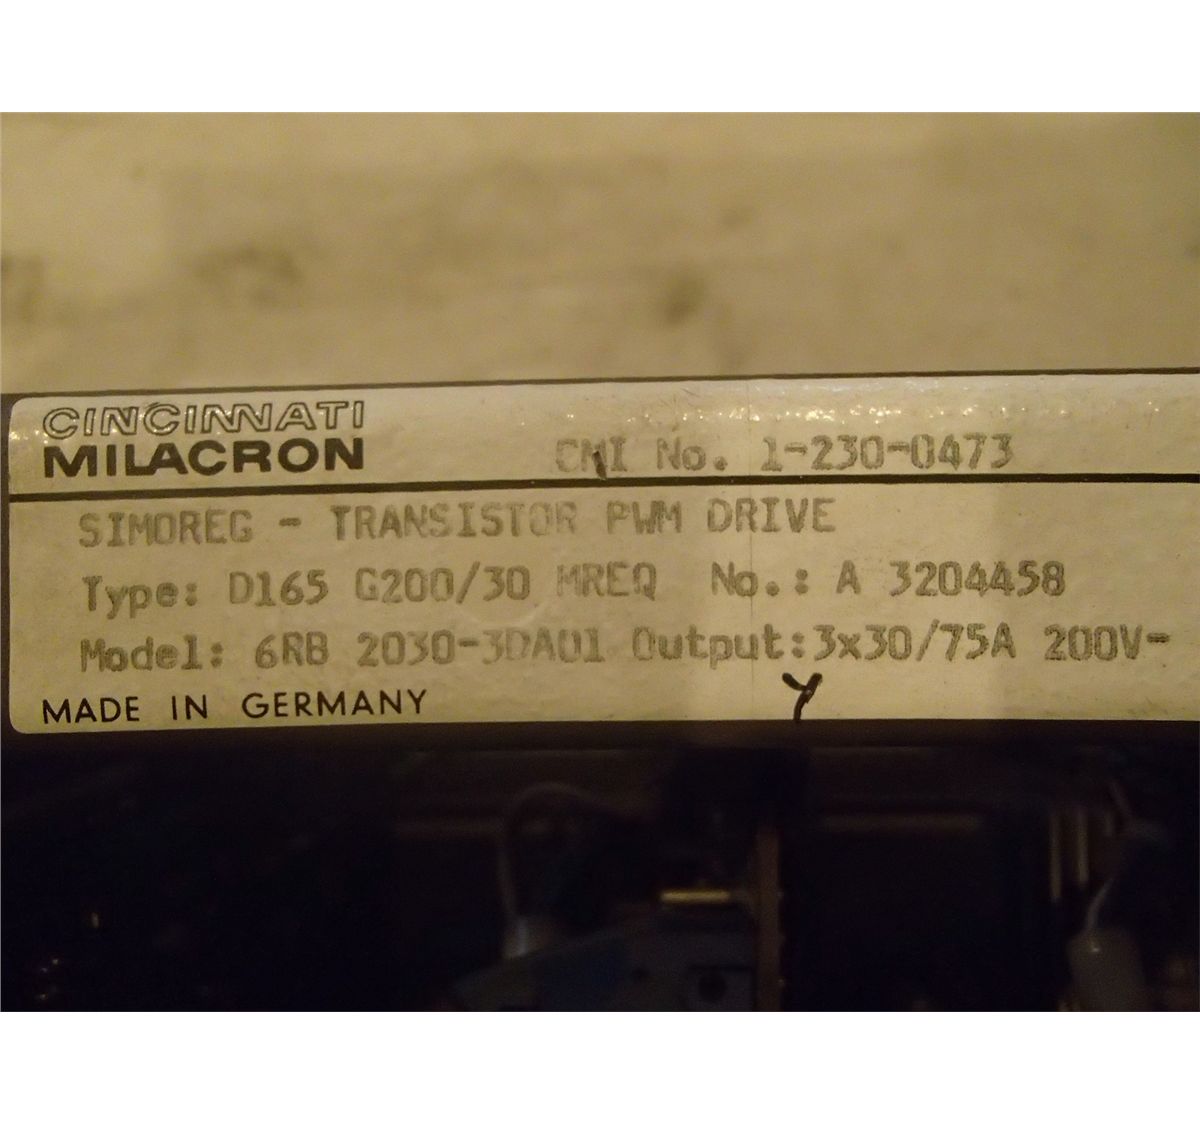 CINCINNATI
MILACRON
CMI No. 1-230-0473
SIMOREG - TRANSISTOR PWM DRIVE
Type: D165 G200/30 MREQ No.: A 3204458
Model: 6RB 2030-3DA01 Output:3x30/75A 200V-
MADE IN GERMANY
Y